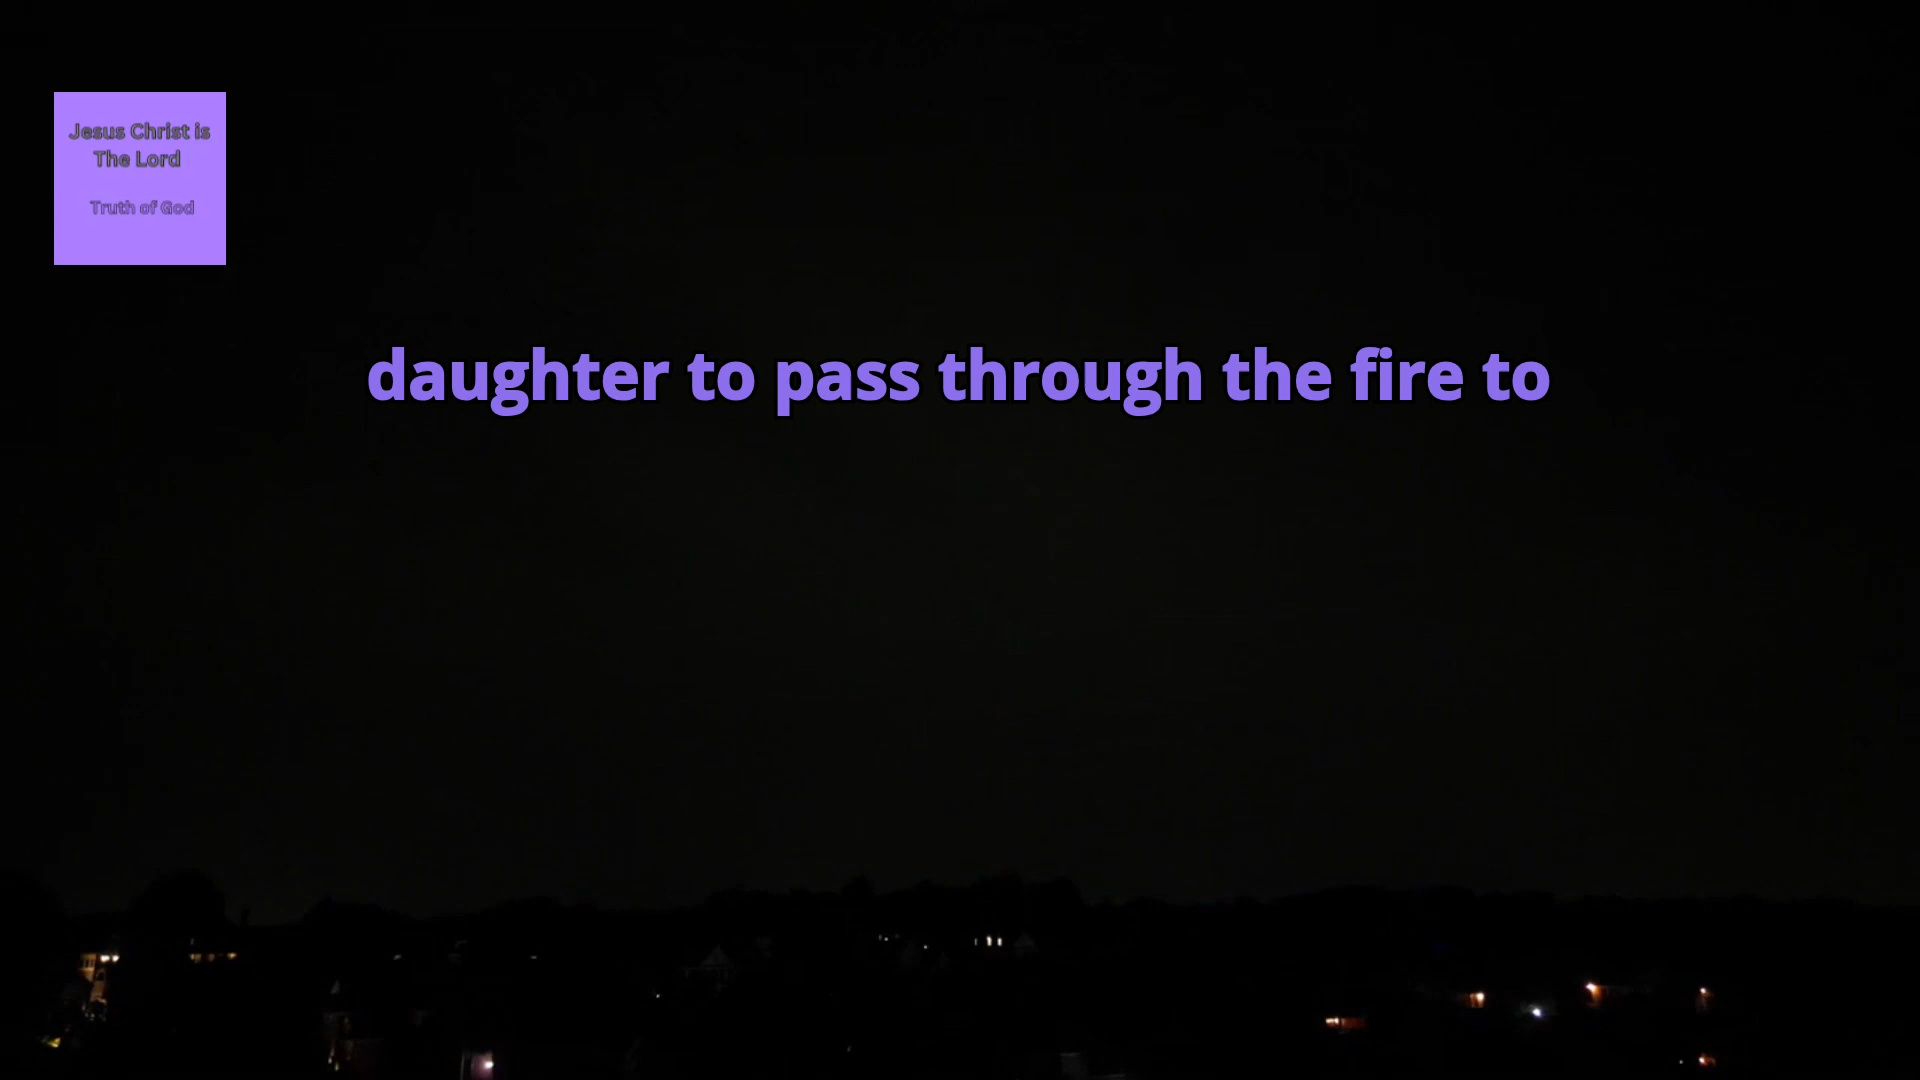 Jesus Christ is
The Lord
Truth of God
daughter to pass through the fire to